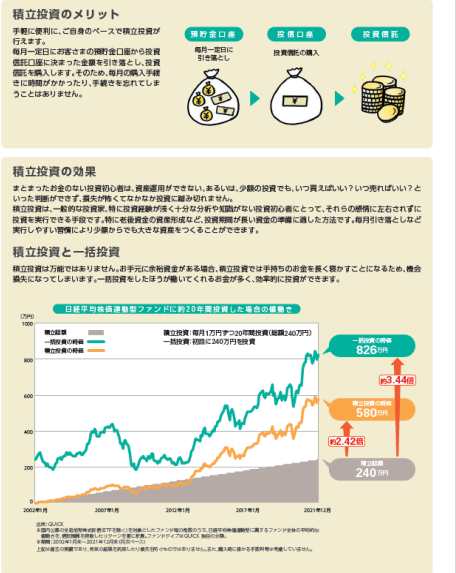 積立投資のメリット
手軽に便利に、ご自身のペースで積立投資が
行えます。
毎月一定日にお客さまの預貯金口座から投資
信託口座に決まった金額を引き落とし、投資
信託を購入します。そのため、毎月の購入手続
きに時間がかかったり、手続きを忘れてしま
うことはありません。
預貯金口座
毎月一定日に
引き落とし
投信口座
投資信託の購入
投資信託
積立投資の効果
まとまったお金のない投資初心者は、資産運用ができない、あるいは、少額の投資でも、いつ買えばいい?いつ売ればいい?と
いった判断ができず、損失が怖くてなかなか投資に踏み切れません。
積立投資は、一般的な投資家、特に投資経験が浅く十分な分析や知識がない投資初心者にとって、それらの感情に左右されずに
投資を実行できる手段です。特に老後資金の資産形成など、投資期間が長い資金の準備に適した方法です。毎月引き落としなど
実行しやすい習慣により少額からでも大きな資産をつくることができます。
積立投資と一括投資
積立投資は万能ではありません。お手元に余裕資金がある場合、積立投資では手持ちのお金を長く寝かすことになるため、機会
損失になってしまいます。一括投資をしたほうが働いてくれるお金が多く、効率的に投資ができます。
日経平均株価連動型ファンドに約20年間投資した場合の値動き
(万円)
1000
800
600
400
200
0
積立総額
一括投資の時価
積立投資の時価
積立投資:毎月1万円ずつ20年間投資(総額240万円)
一括投資:初回に240万円を投資
一括投資の時価
826万円
約3.44倍
積立投資の時価
580万円
約2.42倍
積立総額
240万円
2002年1月
2007年1月
2012年1月
2017年1月
2021年12月
出所:QUICK
※期間:2002年1月末〜2021年12月末(月次ベース)